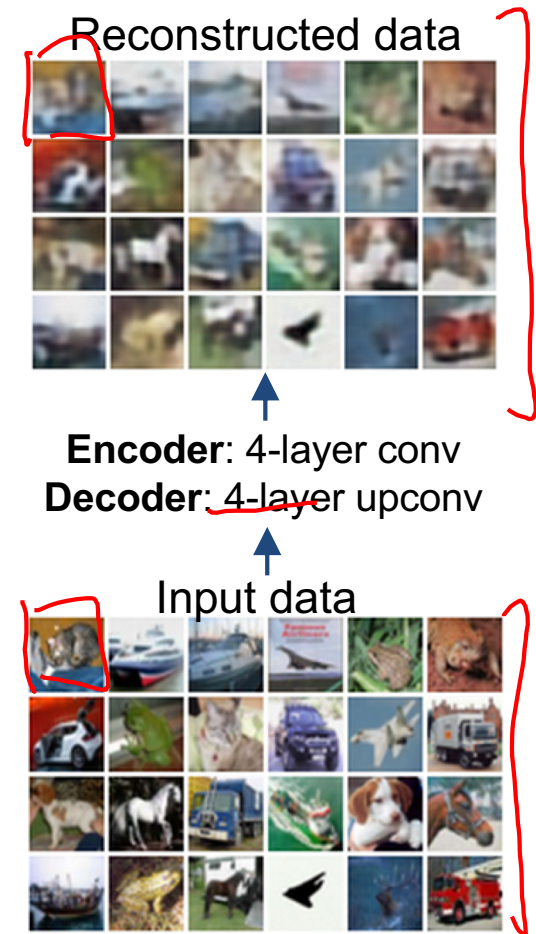 Reconstructed data
Encoder: 4-layer conv
Decoder: 4-layer upconv
Input data